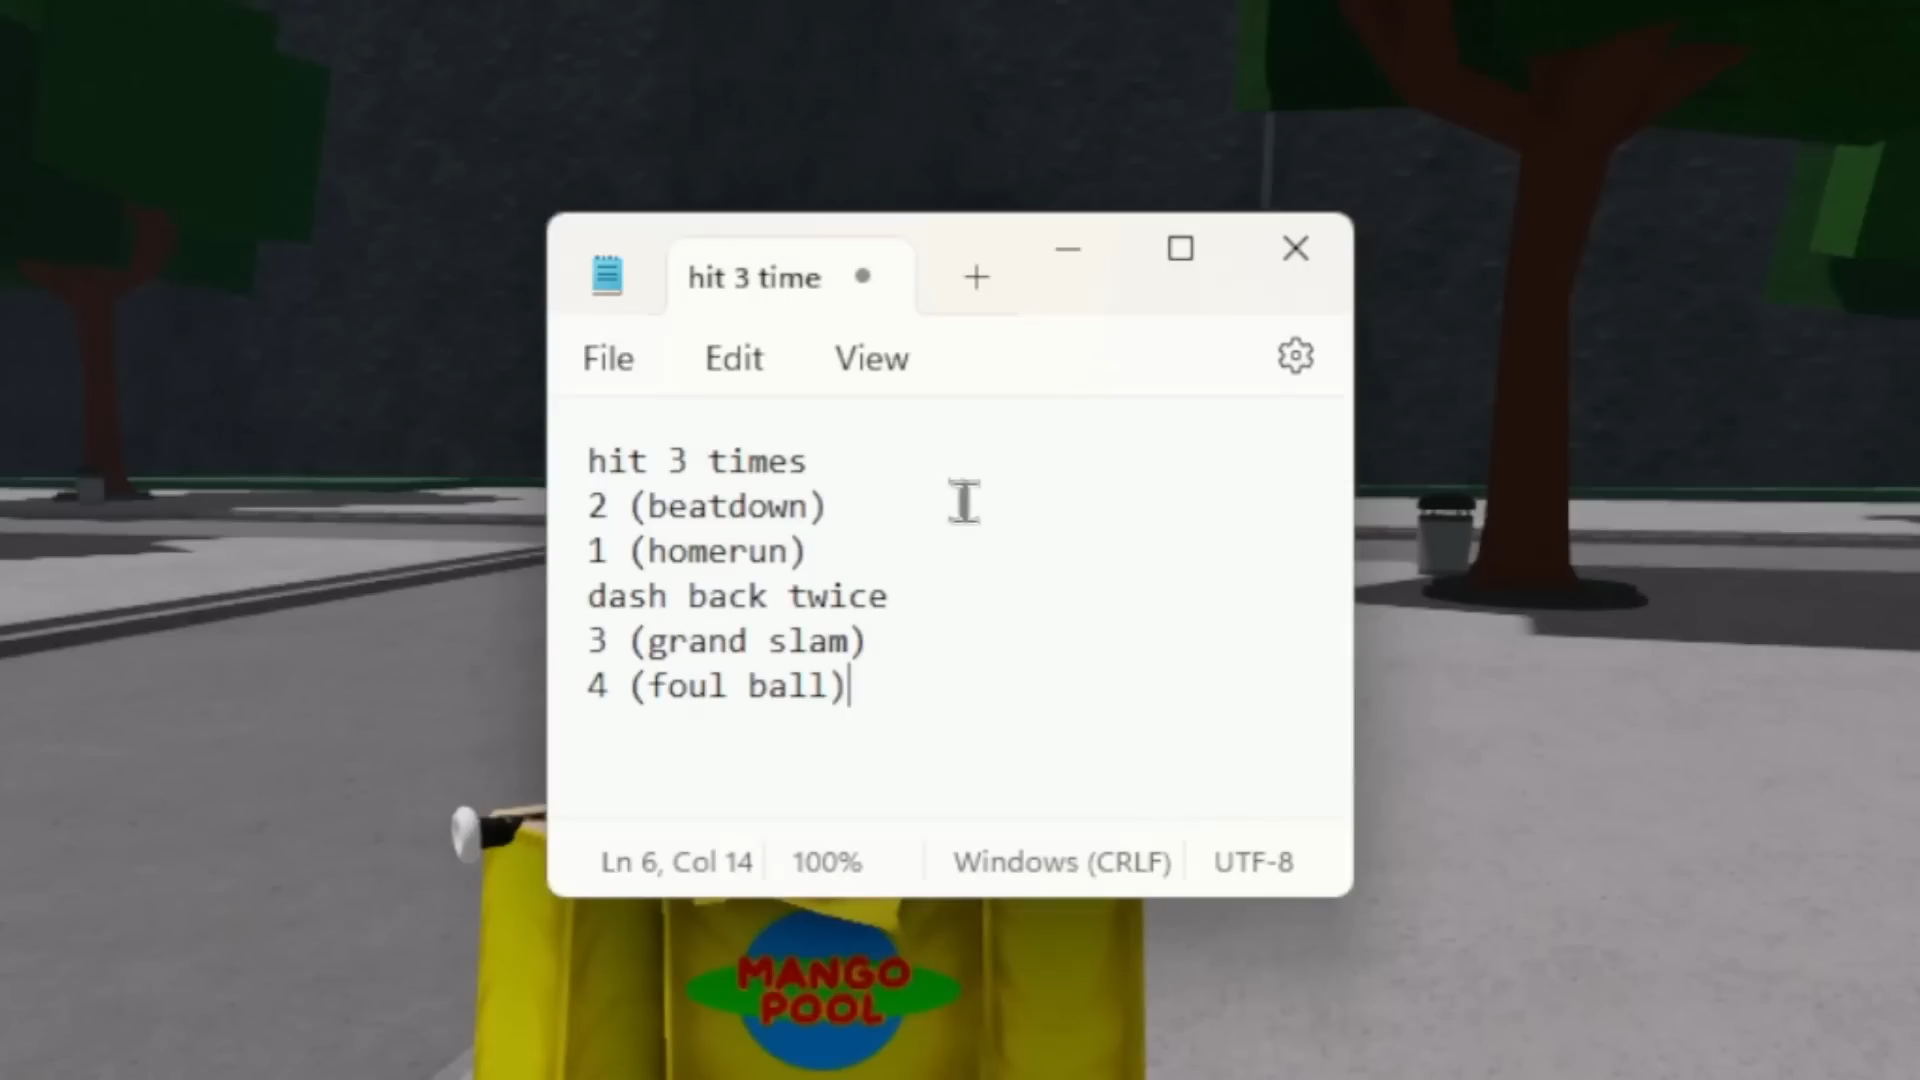 hit 3 time
File Edit View
hit 3 times
2 (beatdown)
1 (homerun)
dash back twice
3 (grand slam)
4 (foul ball)
Ln 6, Col 14 100% Windows (CRLF) UTF-8
MANGO
POOL